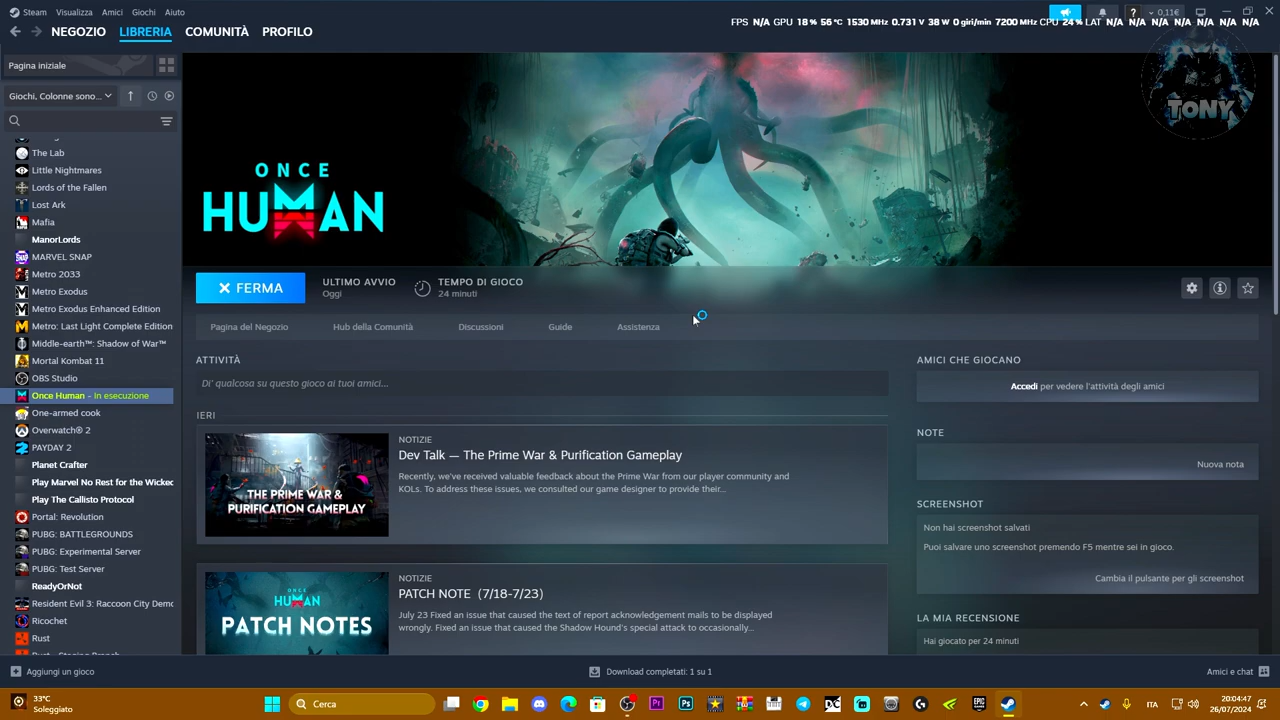 Steam Visualizza Amici Giochi Aiuto
0,11€
FPS N/A GPU 18 % 56 °C 1530 MHz 0.731 V 38 W 0 giri/min 7200 MHz CPU 24 % LAT N/A N/A N/A N/A N/A N/A N/A
NEGOZIO LIBRERIA COMUNITÀ PROFILO
Pagina iniziale
Giochi, Colonne sono...
The Lab
Little Nightmares
Lords of the Fallen
Lost Ark
Mafia
ManorLords
MARVEL SNAP
Metro 2033
Metro Exodus
Metro Exodus Enhanced Edition
Metro: Last Light Complete Edition
Middle-earth™: Shadow of War™
Mortal Kombat 11
OBS Studio
Once Human - In esecuzione
One-armed cook
Overwatch® 2
PAYDAY 2
Planet Crafter
Play Marvel No Rest for the Wicked
Play The Callisto Protocol
Portal: Revolution
PUBG: BATTLEGROUNDS
PUBG: Experimental Server
PUBG: Test Server
ReadyOrNot
Resident Evil 3: Raccoon City Demo
Ricochet
Rust
TONY
ONCE
HUMAN
FERMA
ULTIMO AVVIO
Oggi
TEMPO DI GIOCO
24 minuti
Pagina del Negozio Hub della Comunità Discussioni Guide Assistenza
ATTIVITÀ
Di' qualcosa su questo gioco ai tuoi amici...
IERI
THE PRIME WAR &
PURIFICATION GAMEPLAY
NOTIZIE
Dev Talk — The Prime War & Purification Gameplay
Recently, we've received valuable feedback about the Prime War from our player community and
KOLs. To address these issues, we consulted our game designer to provide their...
ONCE
HUMAN
PATCH NOTES
NOTIZIE
PATCH NOTE（7/18-7/23）
July 23 Fixed an issue that caused the text of report acknowledgement mails to be displayed
wrongly. Fixed an issue that caused the Shadow Hound's special attack to occasionally...
AMICI CHE GIOCANO
Accedi per vedere l'attività degli amici
NOTE
Nuova nota
SCREENSHOT
Non hai screenshot salvati
Puoi salvare uno screenshot premendo F5 mentre sei in gioco.
Cambia il pulsante per gli screenshot
LA MIA RECENSIONE
Hai giocato per 24 minuti
Aggiungi un gioco
Download completati: 1 su 1
Amici e chat
33°C
Soleggiato
Cerca
ITA
20:04:47
26/07/2024